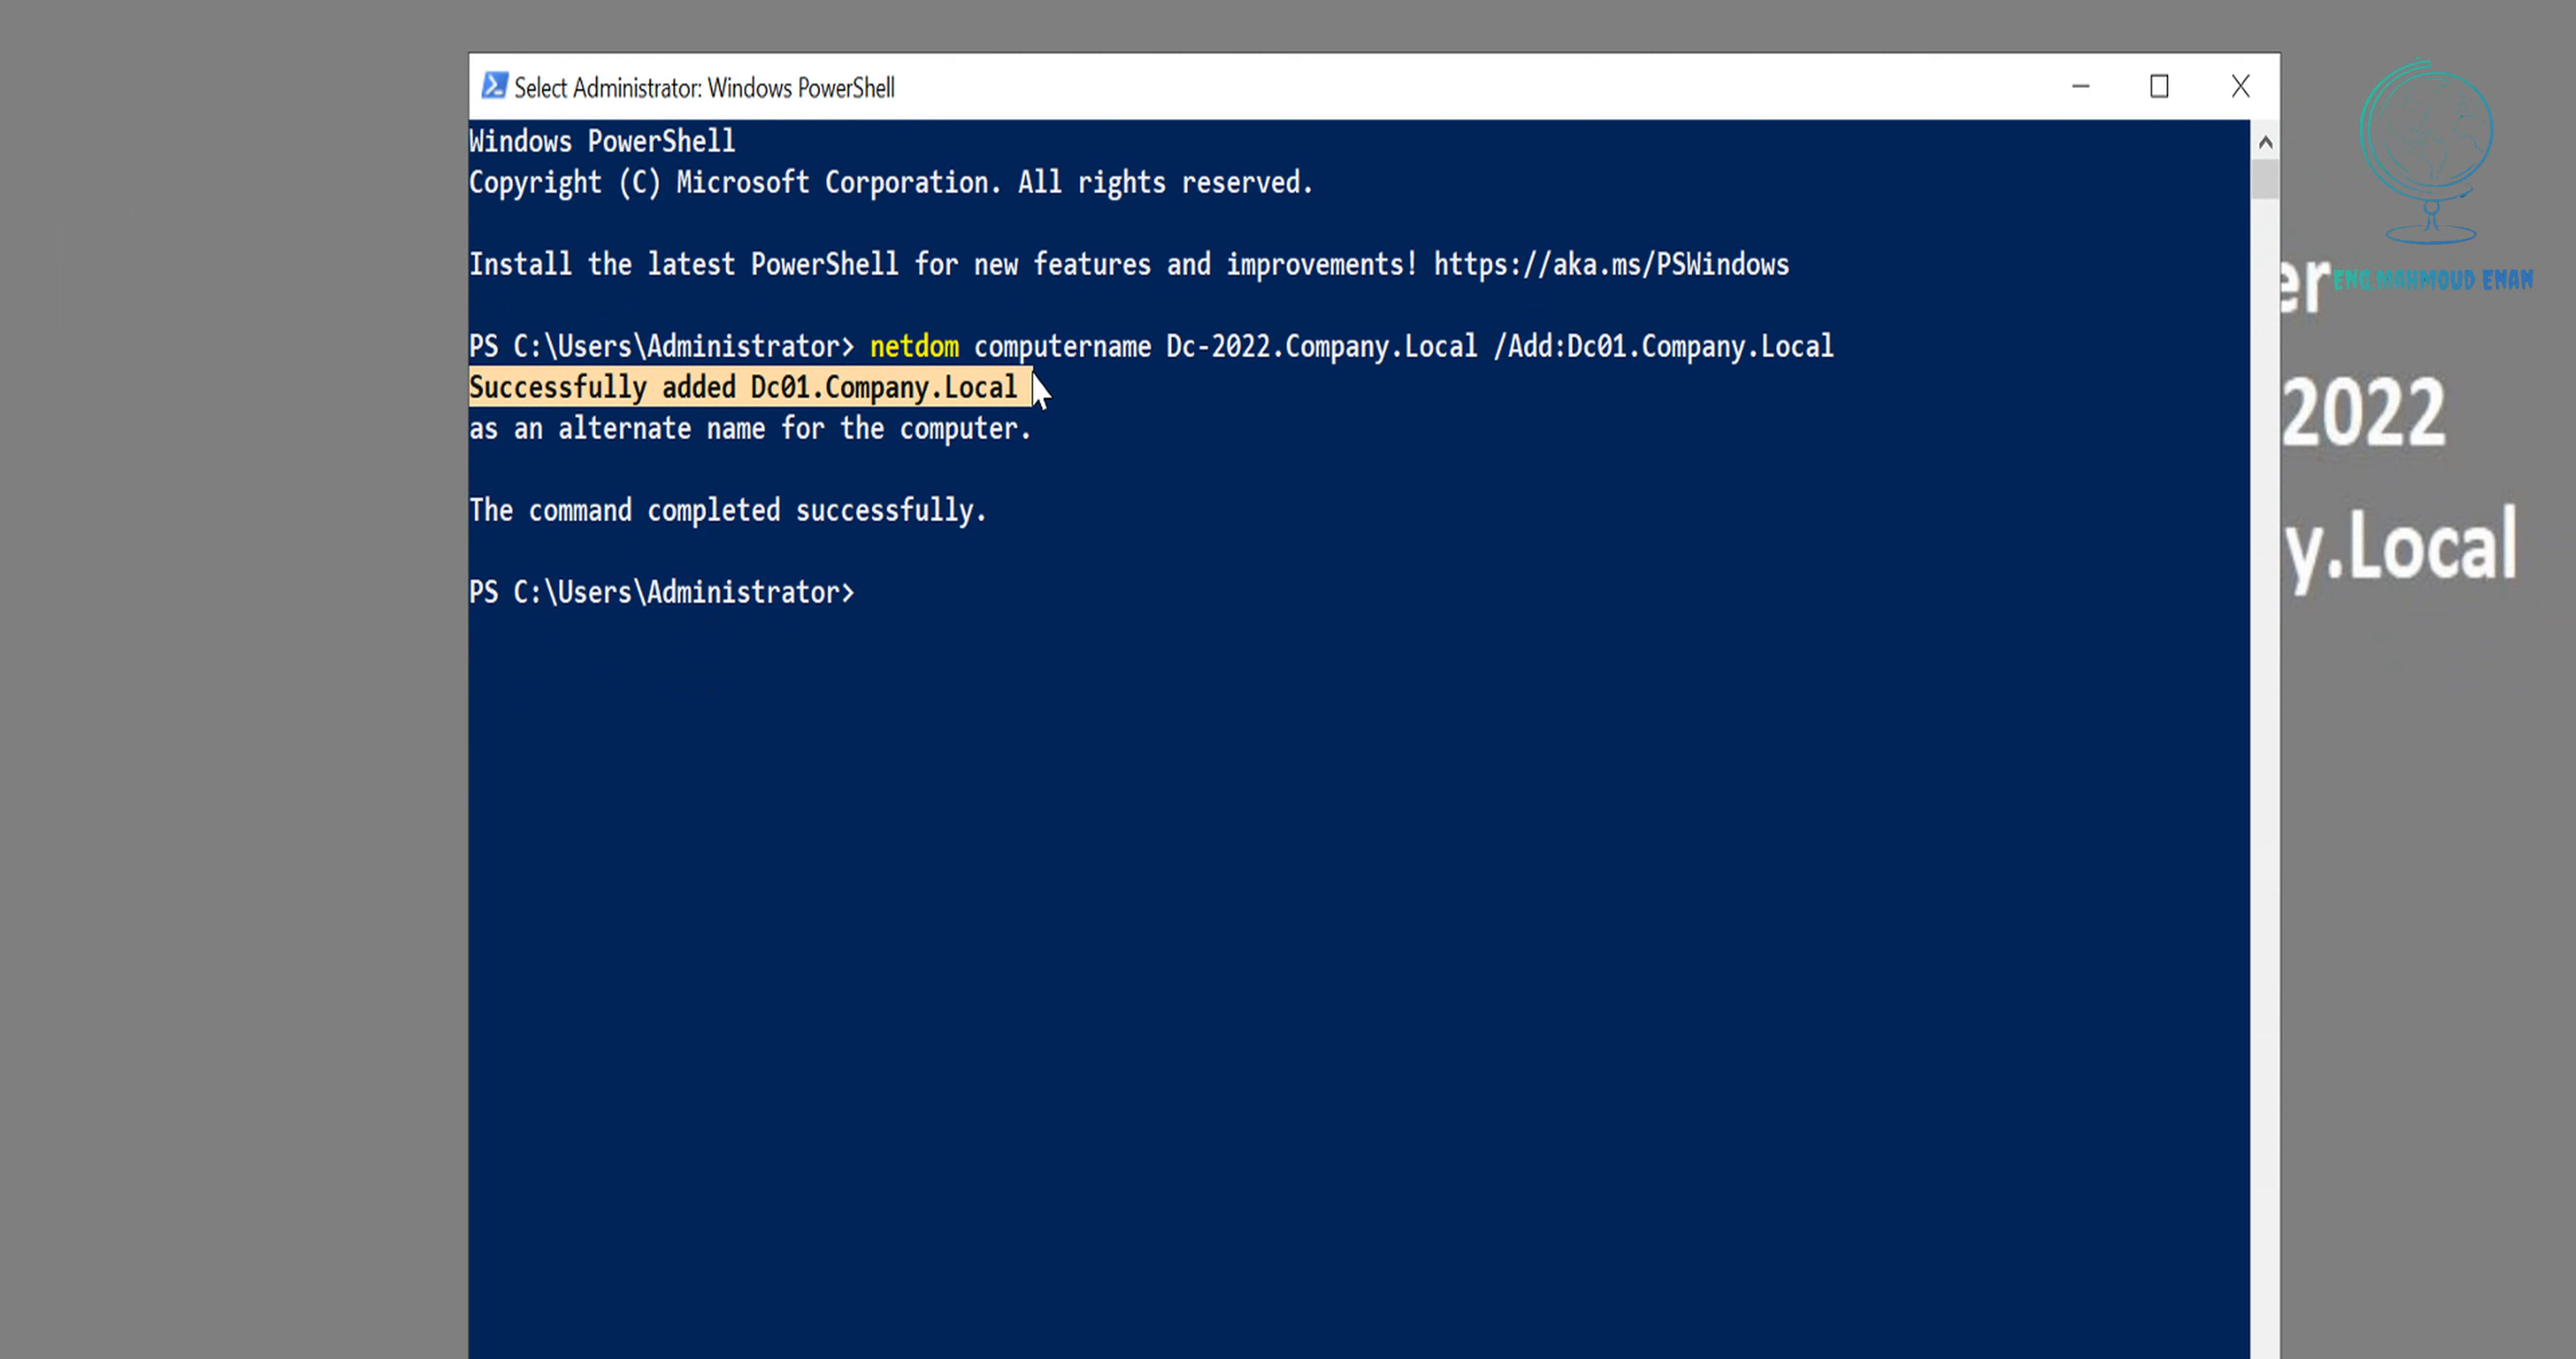 Select Administrator: Windows PowerShell
Windows PowerShell
Copyright (C) Microsoft Corporation. All rights reserved.
Install the latest PowerShell for new features and improvements! https://aka.ms/PSWindows
PS C:\Users\Administrator> netdom computername Dc-2022.Company.Local /Add:Dc01.Company.Local
Successfully added Dc01.Company.Local
as an alternate name for the computer.
The command completed successfully.
PS C:\Users\Administrator>
ENG.MAHMOUD ENAN
er
2022
y.Local